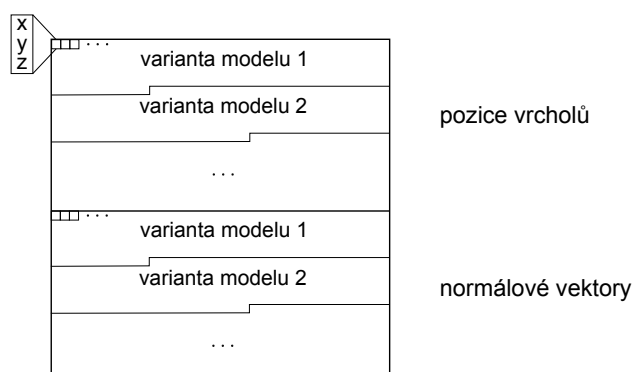 x
y
z
. . .
varianta modelu 1
varianta modelu 2
pozice vrcholů
. . .
. . .
varianta modelu 1
varianta modelu 2
normálové vektory
. . .